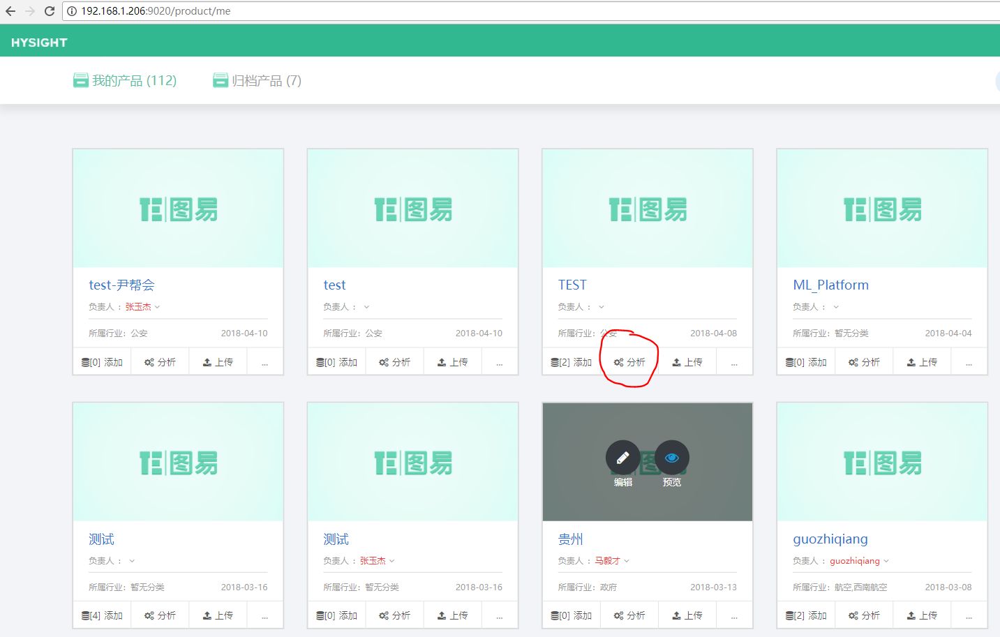 192.168.1.206:9020/product/me
HYSIGHT
我的产品 (112) 归档产品 (7)
TE|图易 TE|图易 TE|图易 TE|图易
test-尹帮会 test TEST ML_Platform
负责人 : 张玉杰 负责人 : 负责人 : 负责人 :
所属行业: 公安 2018-04-10 所属行业: 公安 2018-04-10 所属行业: 公安 2018-04-08 所属行业: 暂无分类 2018-04-04
[0] 添加 分析 上传 ... [0] 添加 分析 上传 ... [2] 添加 分析 上传 ... [0] 添加 分析 上传 ...
TE|图易 TE|图易 图易 TE|图易
编辑 预览
测试 测试 贵州 guozhiqiang
负责人 : 负责人 : 张玉杰 负责人 : 马毅才 负责人 : guozhiqiang
所属行业: 暂无分类 2018-03-16 所属行业: 暂无分类 2018-03-16 所属行业: 政府 2018-03-13 所属行业: 航空,西南航空 2018-03-08
[4] 添加 分析 上传 ... [0] 添加 分析 上传 ... [0] 添加 分析 上传 ... [2] 添加 分析 上传 ...